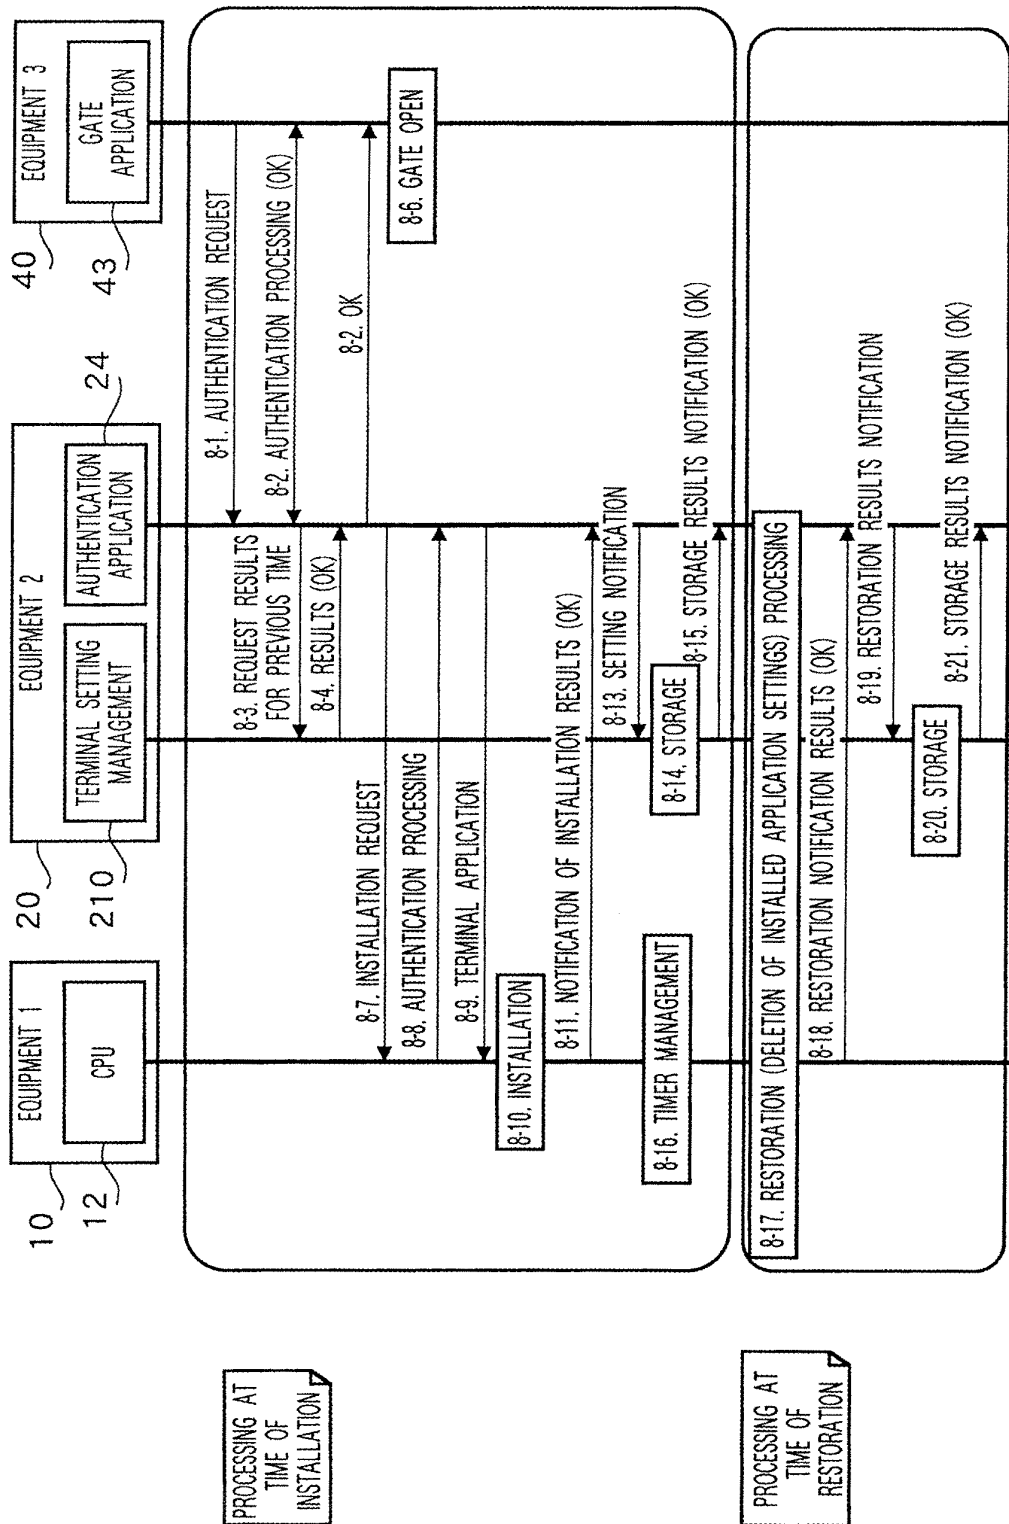 EQUIPMENT 1
CPU
10
12
EQUIPMENT 2
TERMINAL SETTING
MANAGEMENT
AUTHENTICATION
APPLICATION
20
210
24
EQUIPMENT 3
GATE
APPLICATION
40
43
PROCESSING AT
TIME OF
INSTALLATION
8-1. AUTHENTICATION REQUEST
8-2. AUTHENTICATION PROCESSING (OK)
8-3. REQUEST RESULTS
FOR PREVIOUS TIME
8-4. RESULTS (OK)
8-2. OK
8-6. GATE OPEN
8-7. INSTALLATION REQUEST
8-8. AUTHENTICATION PROCESSING
8-9. TERMINAL APPLICATION
8-10. INSTALLATION
8-11. NOTIFICATION OF INSTALLATION RESULTS (OK)
8-13. SETTING NOTIFICATION
8-14. STORAGE
8-16. TIMER MANAGEMENT
8-15. STORAGE RESULTS NOTIFICATION (OK)
PROCESSING AT
TIME OF
RESTORATION
8-17. RESTORATION (DELETION OF INSTALLED APPLICATION SETTINGS) PROCESSING
8-18. RESTORATION NOTIFICATION RESULTS (OK)
8-19. RESTORATION RESULTS NOTIFICATION
8-20. STORAGE
8-21. STORAGE RESULTS NOTIFICATION (OK)